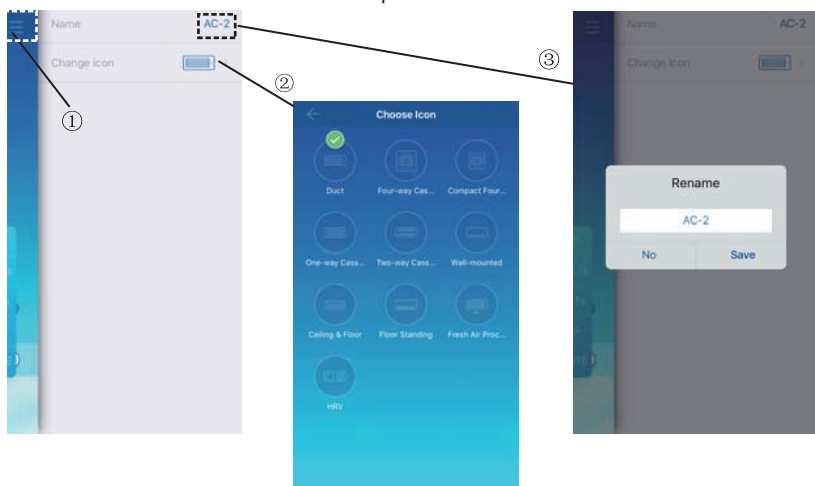 Name AC-2
Change icon
①
②
Choose Icon
Duct Four-way Cas... Compact Four...
One-way Cass... Two-way Cass... Wall-mounted
Ceiling & Floor Floor Standing Fresh Air Proc...
HRV
③
Name AC-2
Change icon
Rename
AC-2
No Save